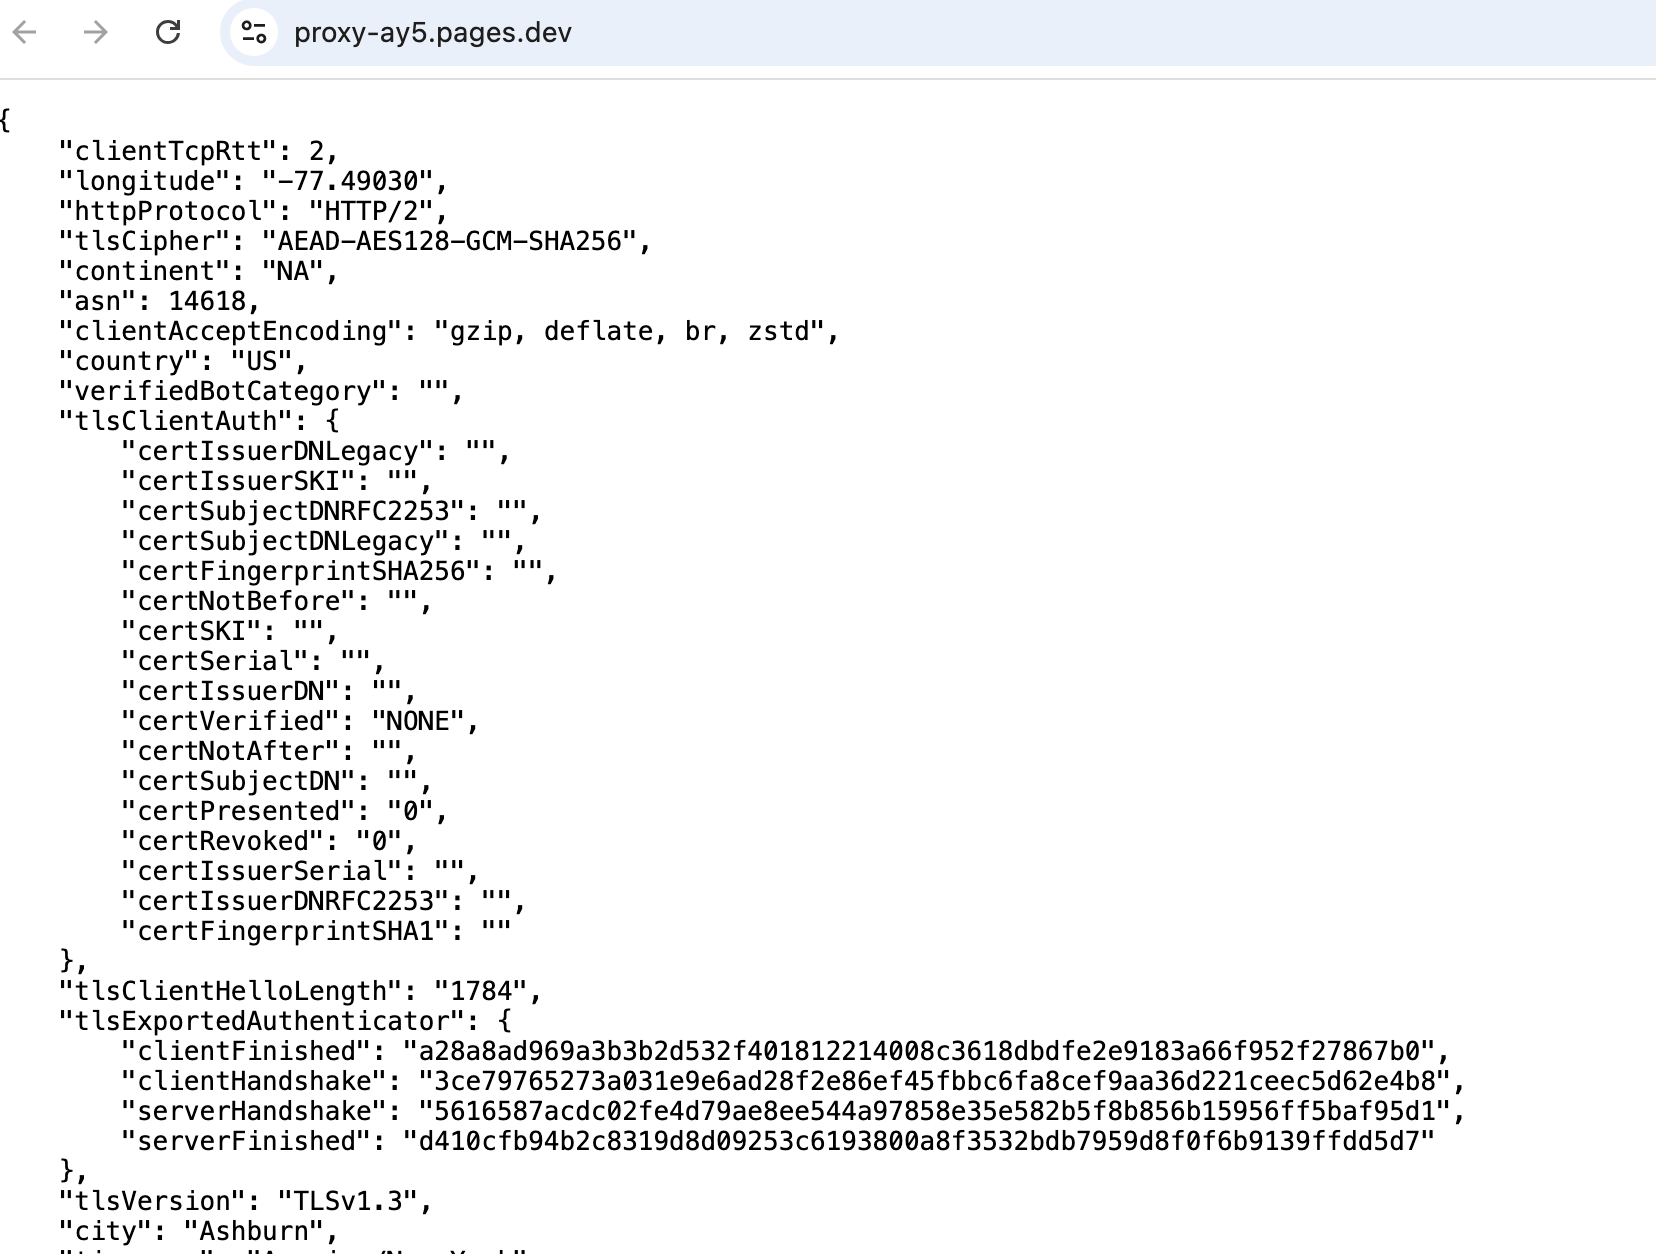 proxy-ay5.pages.dev
{
"clientTcpRtt": 2,
"longitude": "-77.49030",
"httpProtocol": "HTTP/2",
"tlsCipher": "AEAD-AES128-GCM-SHA256",
"continent": "NA",
"asn": 14618,
"clientAcceptEncoding": "gzip, deflate, br, zstd",
"country": "US",
"verifiedBotCategory": "",
"tlsClientAuth": {
"certIssuerDNLegacy": "",
"certIssuerSKI": "",
"certSubjectDNRFC2253": "",
"certSubjectDNLegacy": "",
"certFingerprintSHA256": "",
"certNotBefore": "",
"certSKI": "",
"certSerial": "",
"certIssuerDN": "",
"certVerified": "NONE",
"certNotAfter": "",
"certSubjectDN": "",
"certPresented": "0",
"certRevoked": "0",
"certIssuerSerial": "",
"certIssuerDNRFC2253": "",
"certFingerprintSHA1": ""
},
"tlsClientHelloLength": "1784",
"tlsExportedAuthenticator": {
"clientFinished": "a28a8ad969a3b3b2d532f401812214008c3618dbdfe2e9183a66f952f27867b0",
"clientHandshake": "3ce79765273a031e9e6ad28f2e86ef45fbbc6fa8cef9aa36d221ceec5d62e4b8",
"serverHandshake": "5616587acdc02fe4d79ae8ee544a97858e35e582b5f8b856b15956ff5baf95d1",
"serverFinished": "d410cfb94b2c8319d8d09253c6193800a8f3532bdb7959d8f0f6b9139ffdd5d7"
},
"tlsVersion": "TLSv1.3",
"city": "Ashburn",